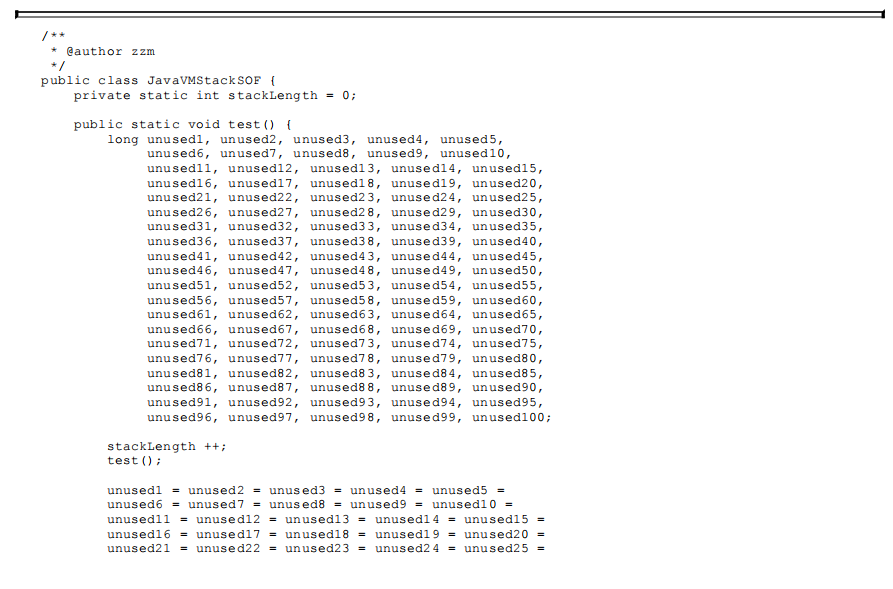 /**
 * @author zzm
 */
public class JavaVMStackSOF {
    private static int stackLength = 0;

    public static void test() {
        long unused1, unused2, unused3, unused4, unused5,
             unused6, unused7, unused8, unused9, unused10,
             unused11, unused12, unused13, unused14, unused15,
             unused16, unused17, unused18, unused19, unused20,
             unused21, unused22, unused23, unused24, unused25,
             unused26, unused27, unused28, unused29, unused30,
             unused31, unused32, unused33, unused34, unused35,
             unused36, unused37, unused38, unused39, unused40,
             unused41, unused42, unused43, unused44, unused45,
             unused46, unused47, unused48, unused49, unused50,
             unused51, unused52, unused53, unused54, unused55,
             unused56, unused57, unused58, unused59, unused60,
             unused61, unused62, unused63, unused64, unused65,
             unused66, unused67, unused68, unused69, unused70,
             unused71, unused72, unused73, unused74, unused75,
             unused76, unused77, unused78, unused79, unused80,
             unused81, unused82, unused83, unused84, unused85,
             unused86, unused87, unused88, unused89, unused90,
             unused91, unused92, unused93, unused94, unused95,
             unused96, unused97, unused98, unused99, unused100;

        stackLength ++;
        test();

        unused1 = unused2 = unused3 = unused4 = unused5 =
        unused6 = unused7 = unused8 = unused9 = unused10 =
        unused11 = unused12 = unused13 = unused14 = unused15 =
        unused16 = unused17 = unused18 = unused19 = unused20 =
        unused21 = unused22 = unused23 = unused24 = unused25 =